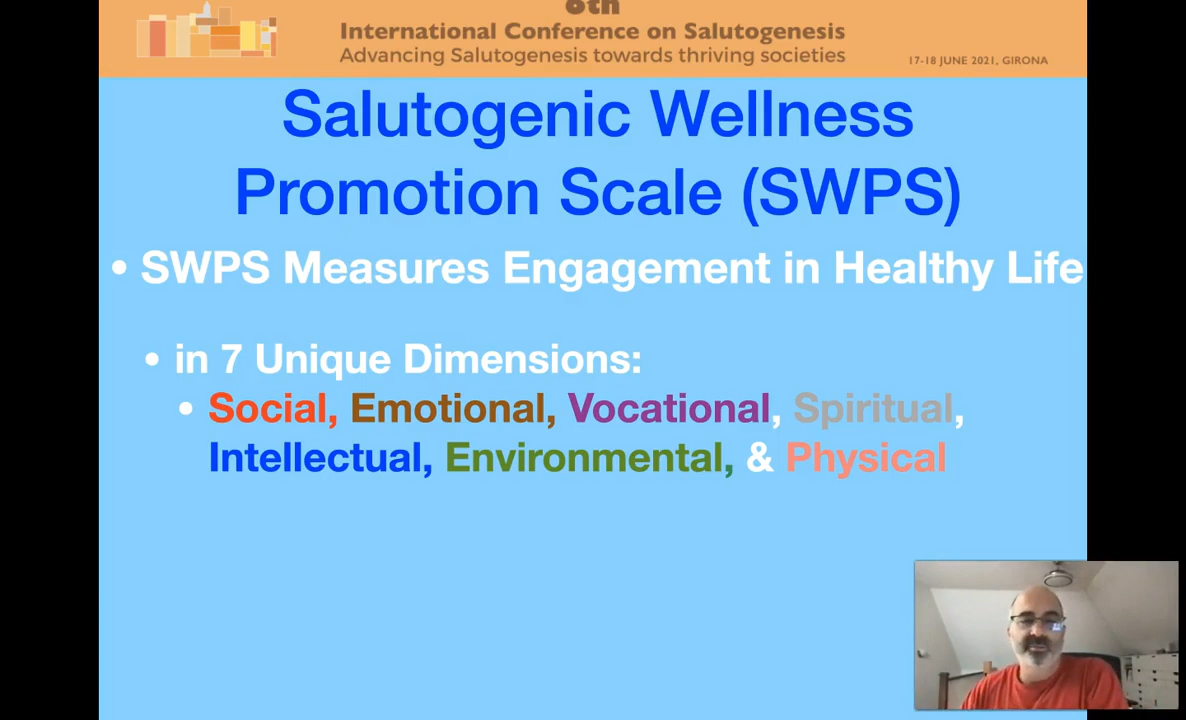 6th
International Conference on Salutogenesis
Advancing Salutogenesis towards thriving societies
17-18 JUNE 2021, GIRONA
Salutogenic Wellness
Promotion Scale (SWPS)
• SWPS Measures Engagement in Healthy Life
• in 7 Unique Dimensions:
• Social, Emotional, Vocational, Spiritual,
Intellectual, Environmental, & Physical